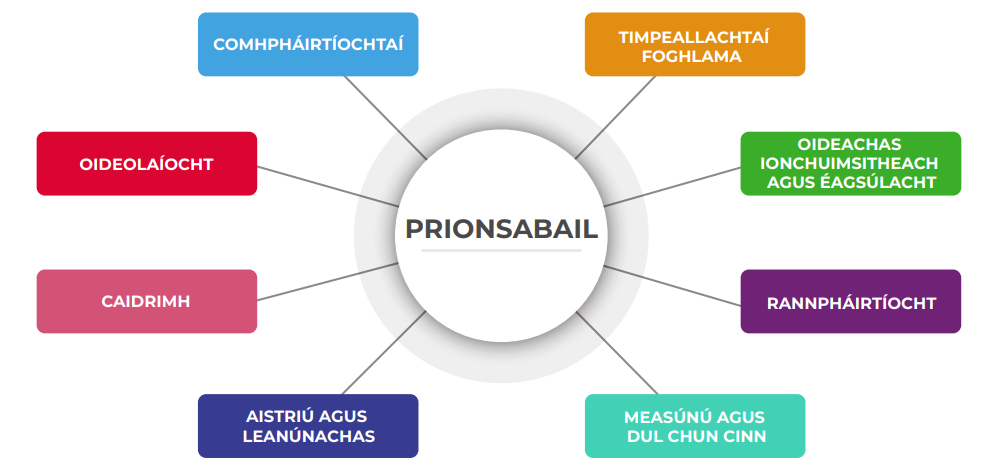 COMHPHÁIRTÍOCHTAÍ
TIMPEALLACHTAÍ
FOGHLAMA
OIDEOLAÍOCHT
OIDEACHAS
IONCHUIMSITHEACH
AGUS ÉAGSÚLACHT
PRIONSABAIL
CAIDRIMH
RANNPHÁIRTÍOCHT
AISTRIÚ AGUS
LEANÚNACHAS
MEASÚNÚ AGUS
DUL CHUN CINN